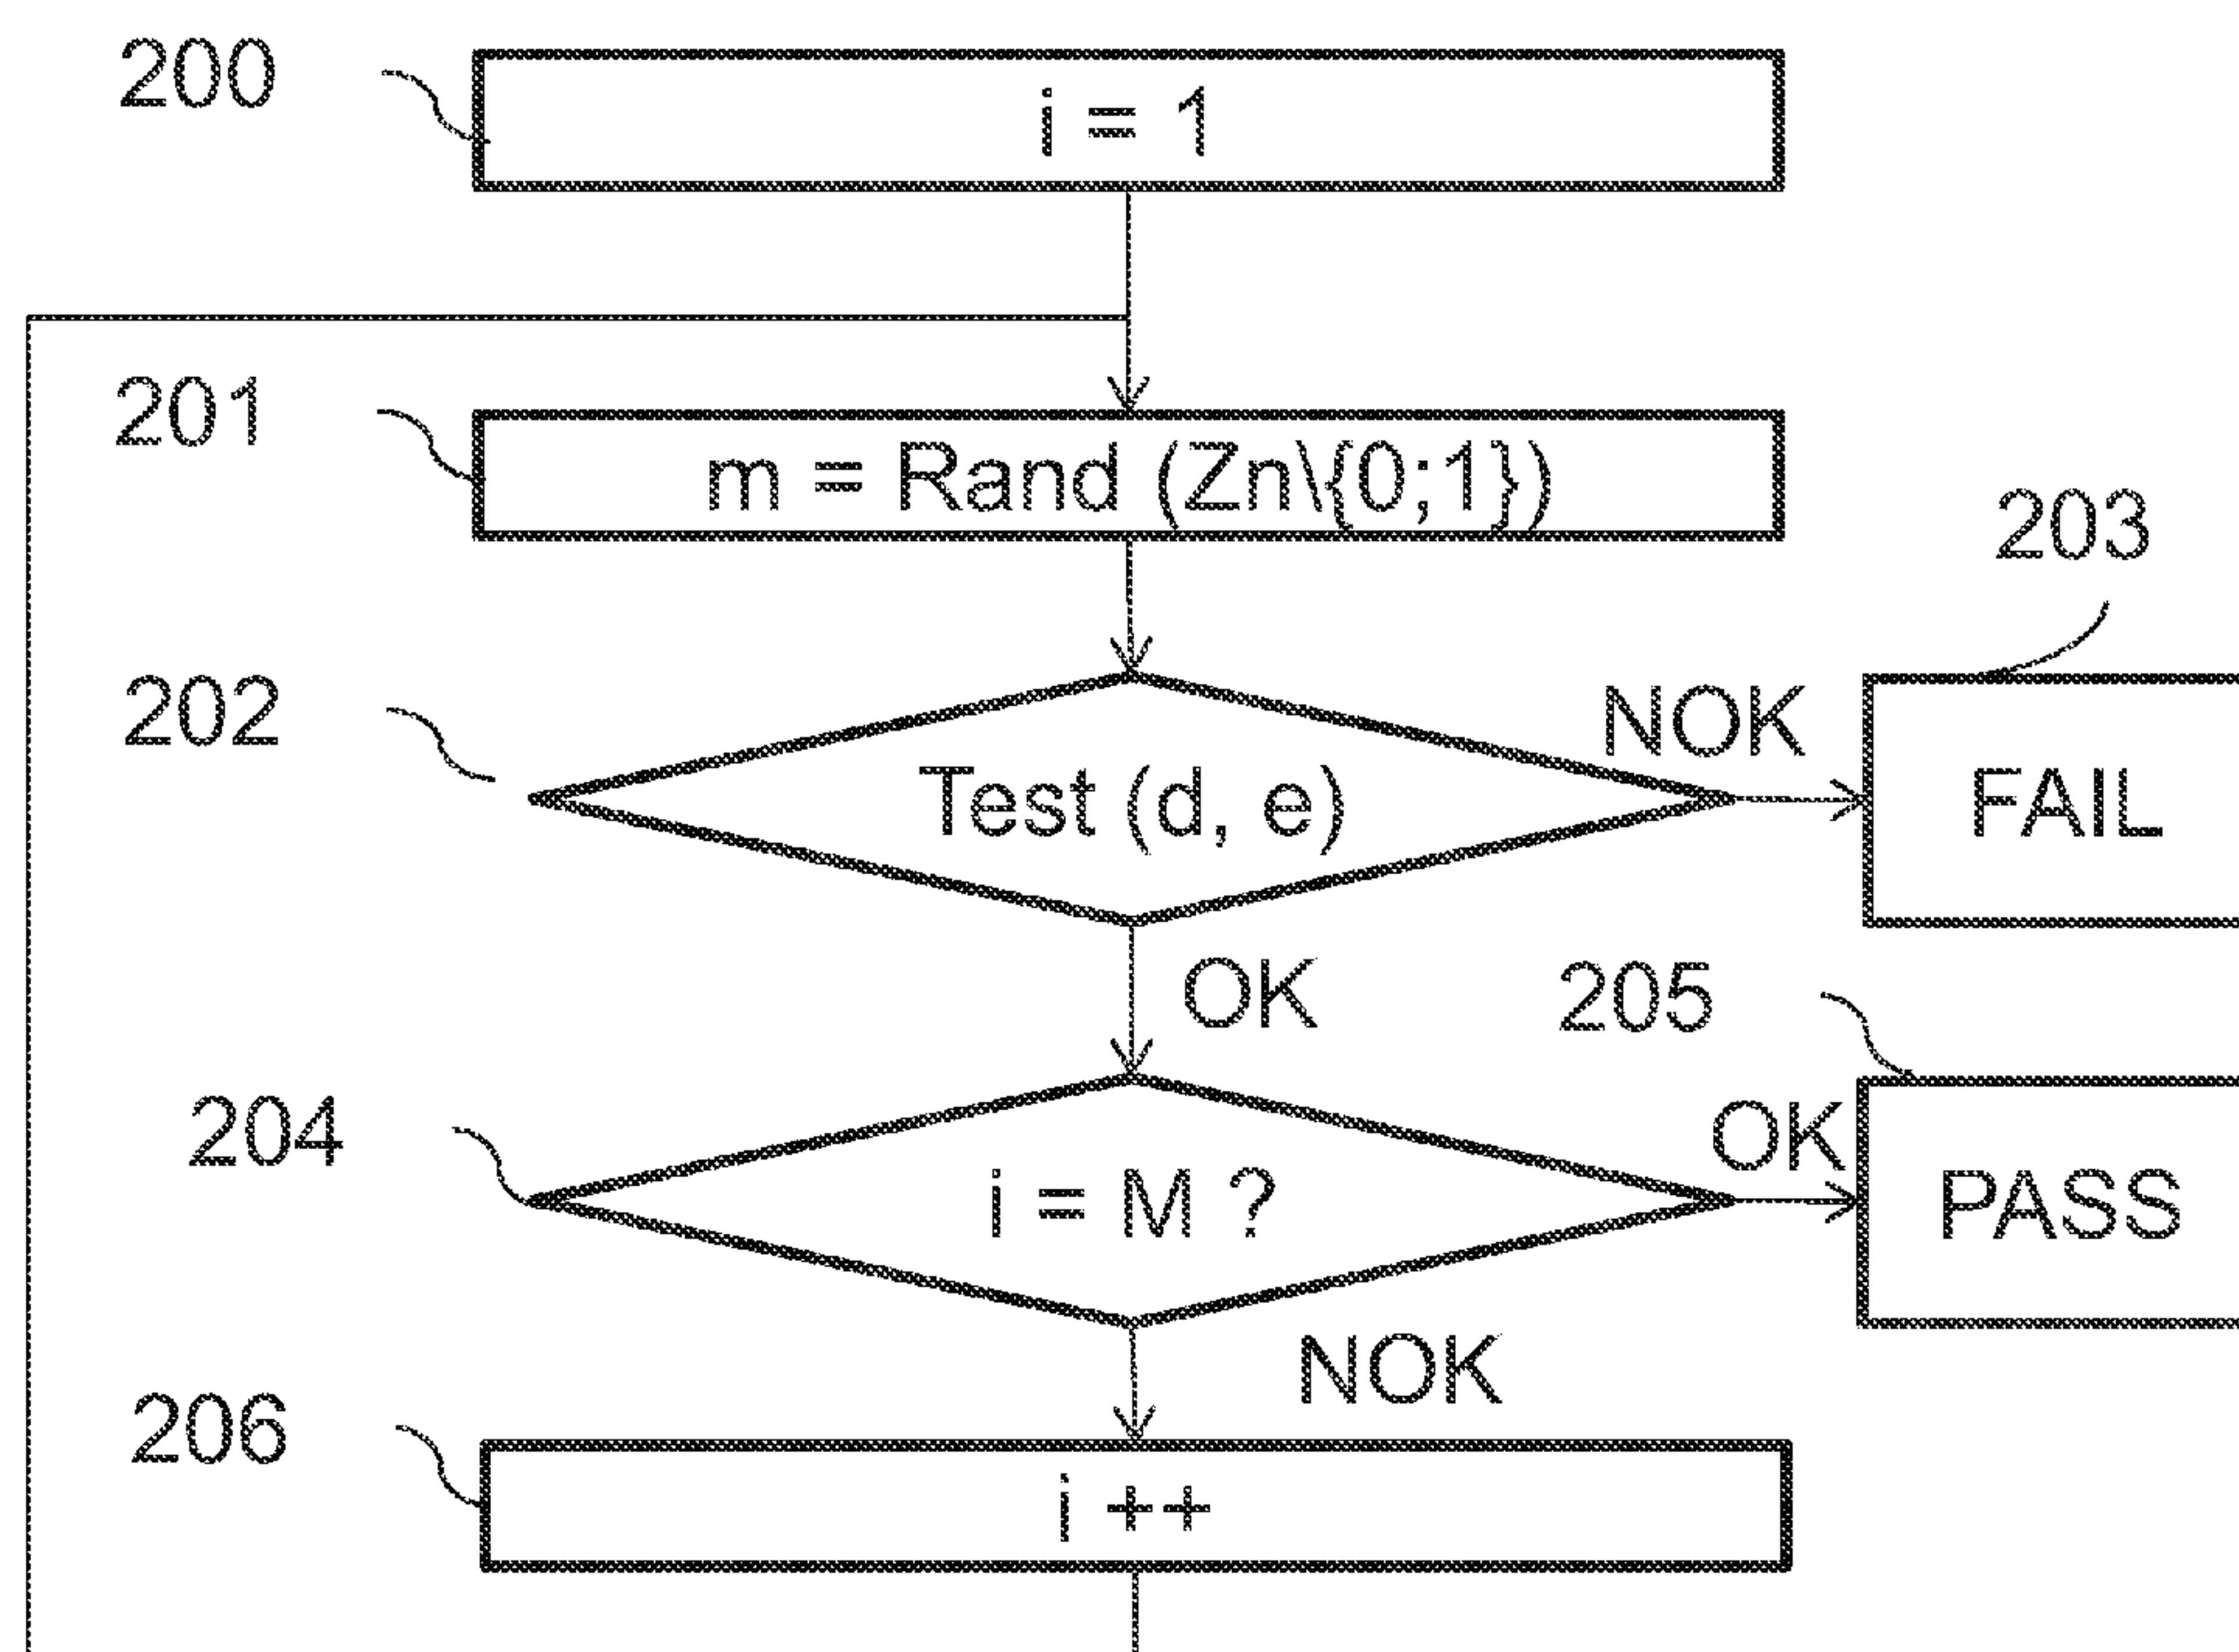 200
i = 1
201
m = Rand (Zn\{0;1})
203
202
NOK
Test (d, e)
FAIL
OK
205
204
OK
i = M ?
PASS
NOK
206
i ++